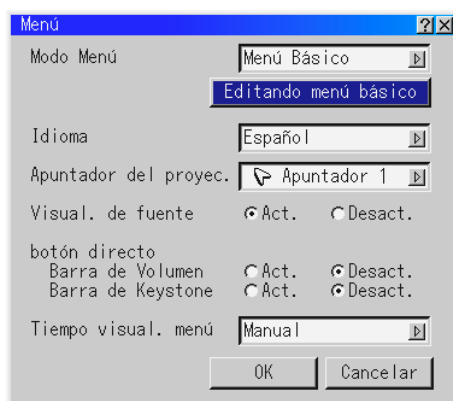 Menú ? ×
Modo Menú Menú Básico
Editando menú básico
Idioma Español
Apuntador del proyec. Apuntador 1
Visual. de fuente Act. Desact.
botón directo
Barra de Volumen Act. Desact.
Barra de Keystone Act. Desact.
Tiempo visual. menú Manual
OK Cancelar